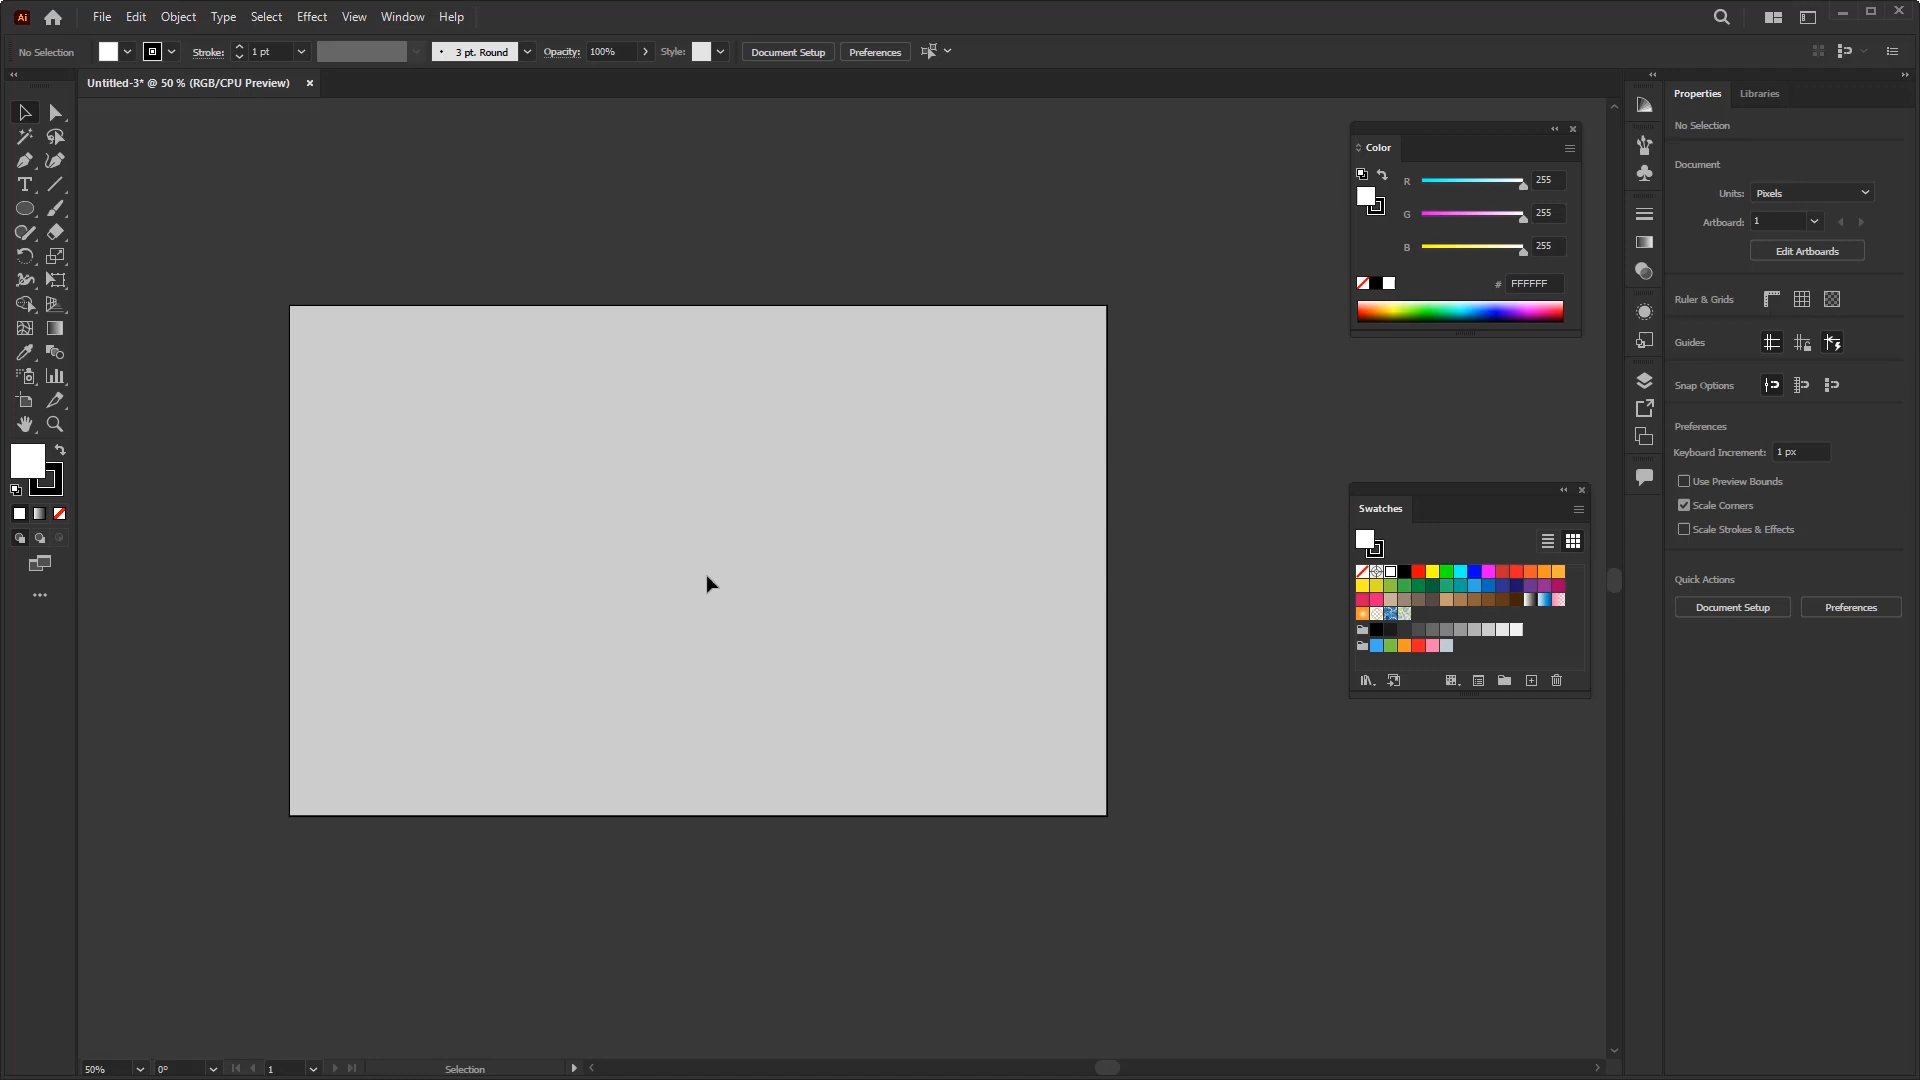 Ai
File Edit Object Type Select Effect View Window Help
No Selection
Stroke:
1 pt
3 pt. Round
Opacity:
100%
Style:
Document Setup
Preferences
Untitled-3* @ 50 % (RGB/CPU Preview)
Color
R
255
G
255
B
255
# FFFFFF
Swatches
Properties
Libraries
No Selection
Document
Units:
Pixels
Artboard:
1
Edit Artboards
Ruler & Grids
Guides
Snap Options
Preferences
Keyboard Increment:
1 px
Use Preview Bounds
Scale Corners
Scale Strokes & Effects
Quick Actions
Document Setup
Preferences
50%
0°
1
Selection